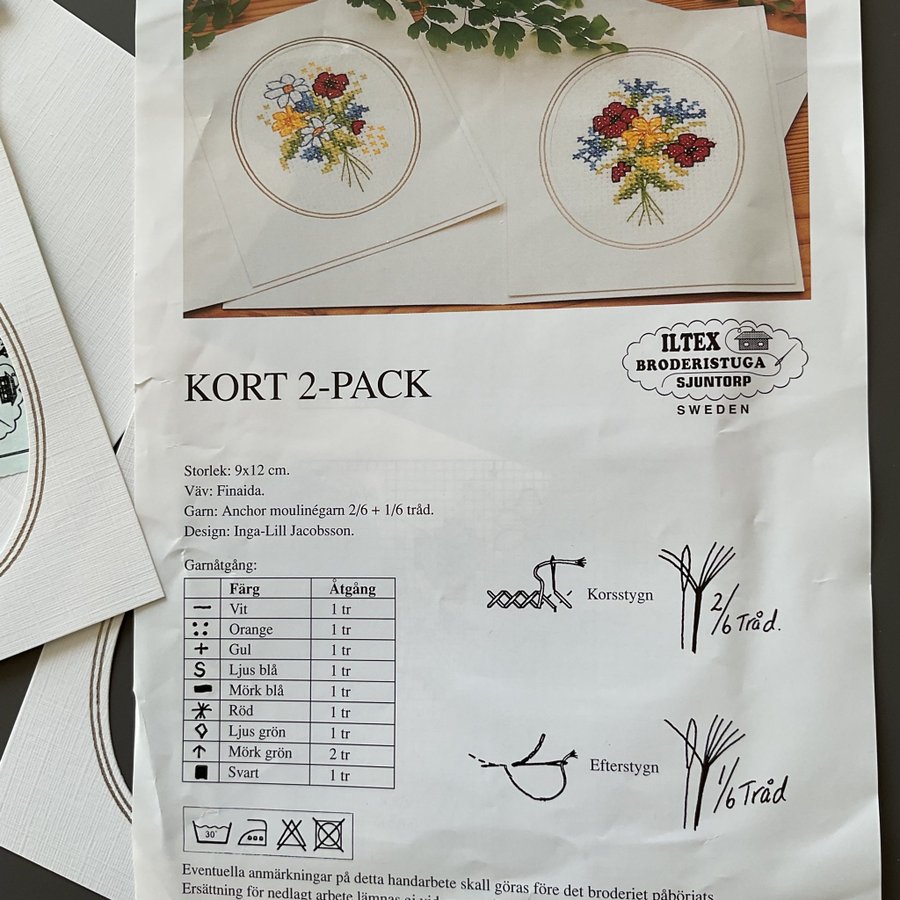 ILTEX
BRODERISTUGA
SJUNTORP
SWEDEN
KORT 2-PACK
Storlek: 9x12 cm.
Väv: Finaida.
Garn: Anchor moulinégarn 2/6 + 1/6 tråd.
Design: Inga-Lill Jacobsson.
Garnåtgång:
Färg Åtgång
Vit 1 tr
Orange 1 tr
Gul 1 tr
S Ljus blå 1 tr
Mörk blå 1 tr
Röd 1 tr
Ljus grön 1 tr
Mörk grön 2 tr
Svart 1 tr
Korsstygn
2/6 Tråd.
Efterstygn
1/6 Tråd
30°
Eventuella anmärkningar på detta handarbete skall göras före det broderiet påbörjats.
Ersättning för nedlagt arbete lämnas ej vid